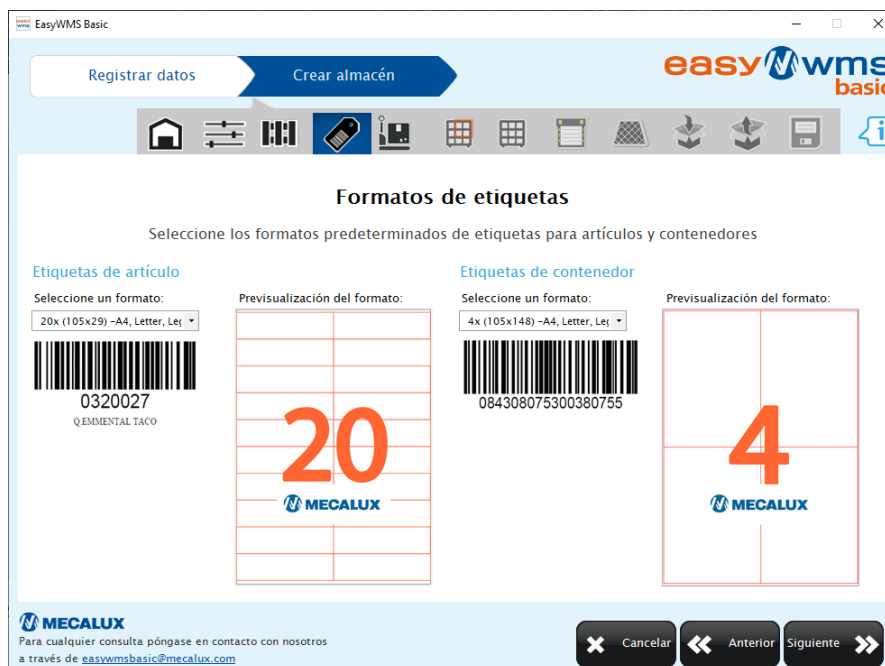 EasyWMS Basic
Registrar datos
Crear almacén
easy wms
basic
Formatos de etiquetas
Seleccione los formatos predeterminados de etiquetas para artículos y contenedores
Etiquetas de artículo
Seleccione un formato:
20x (105x29) -A4, Letter, Leg
0320027
Q.EMMENTAL TACO
Previsualización del formato:
20
MECALUX
Etiquetas de contenedor
Seleccione un formato:
4x (105x148) -A4, Letter, Leg
084308075300380755
Previsualización del formato:
4
MECALUX
MECALUX
Para cualquier consulta póngase en contacto con nosotros
a través de easywmsbasic@mecalux.com
Cancelar
Anterior
Siguiente